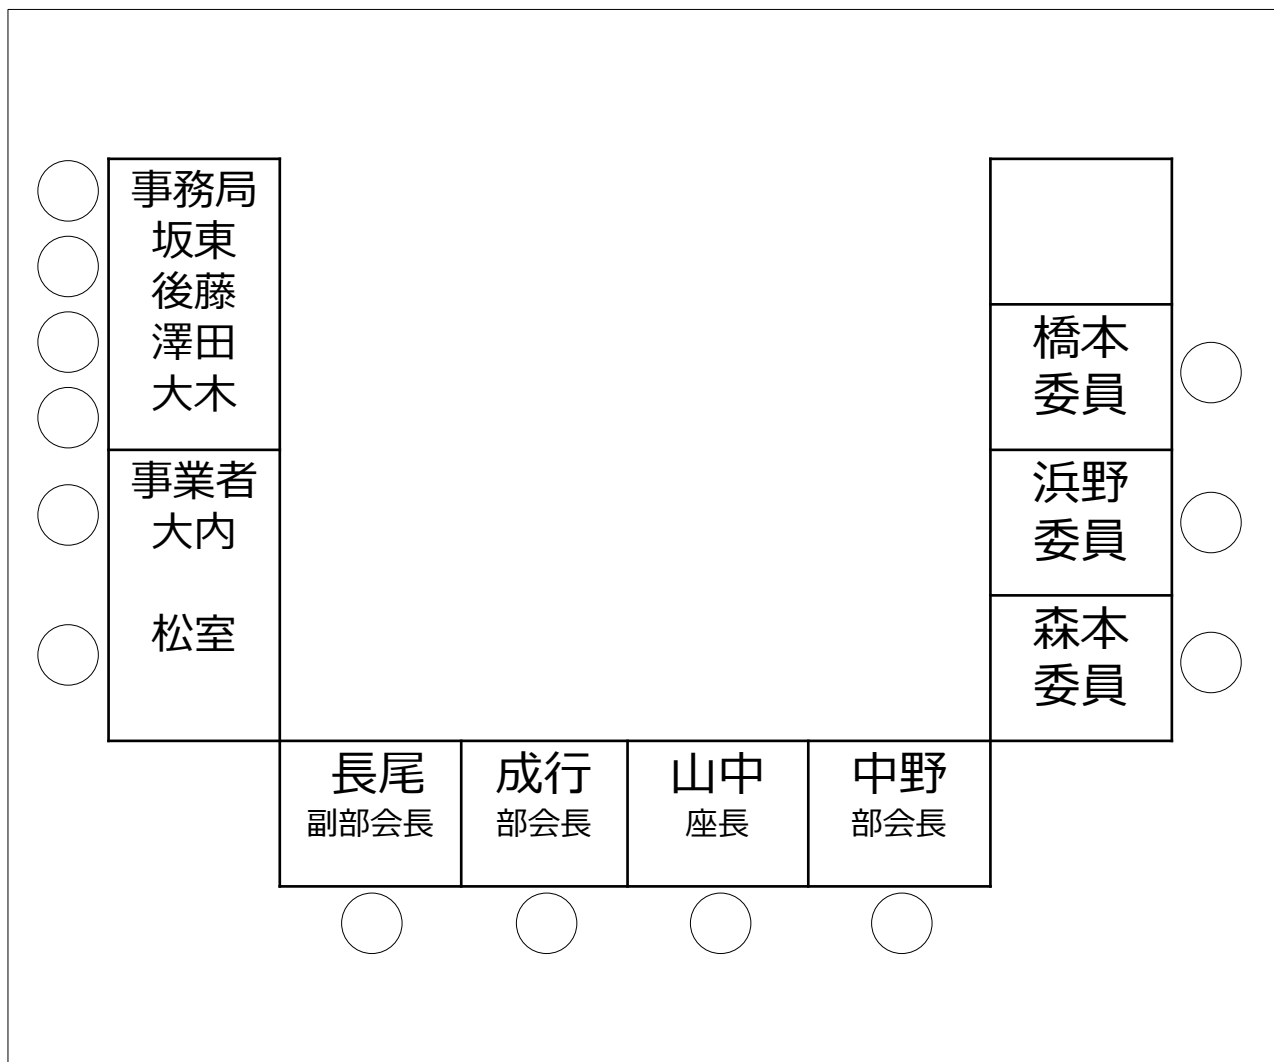 事務局
坂東
後藤
澤田
大木
事業者
大内
松室
橋本
委員
浜野
委員
森本
委員
長尾
副部会長
成行
部会長
山中
座長
中野
部会長